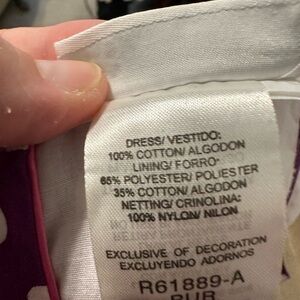 DRESS/ VESTIDO:
100% COTTON/ ALGODON
LINING/ FORRO:
65% POLYESTER/ POLIESTER
35% COTTON/ ALGODON
NETTING/ CRINOLINA:
100% NYLON/ NILON
EXCLUSIVE OF DECORATION
EXCLUYENDO ADORNOS
R61889-A